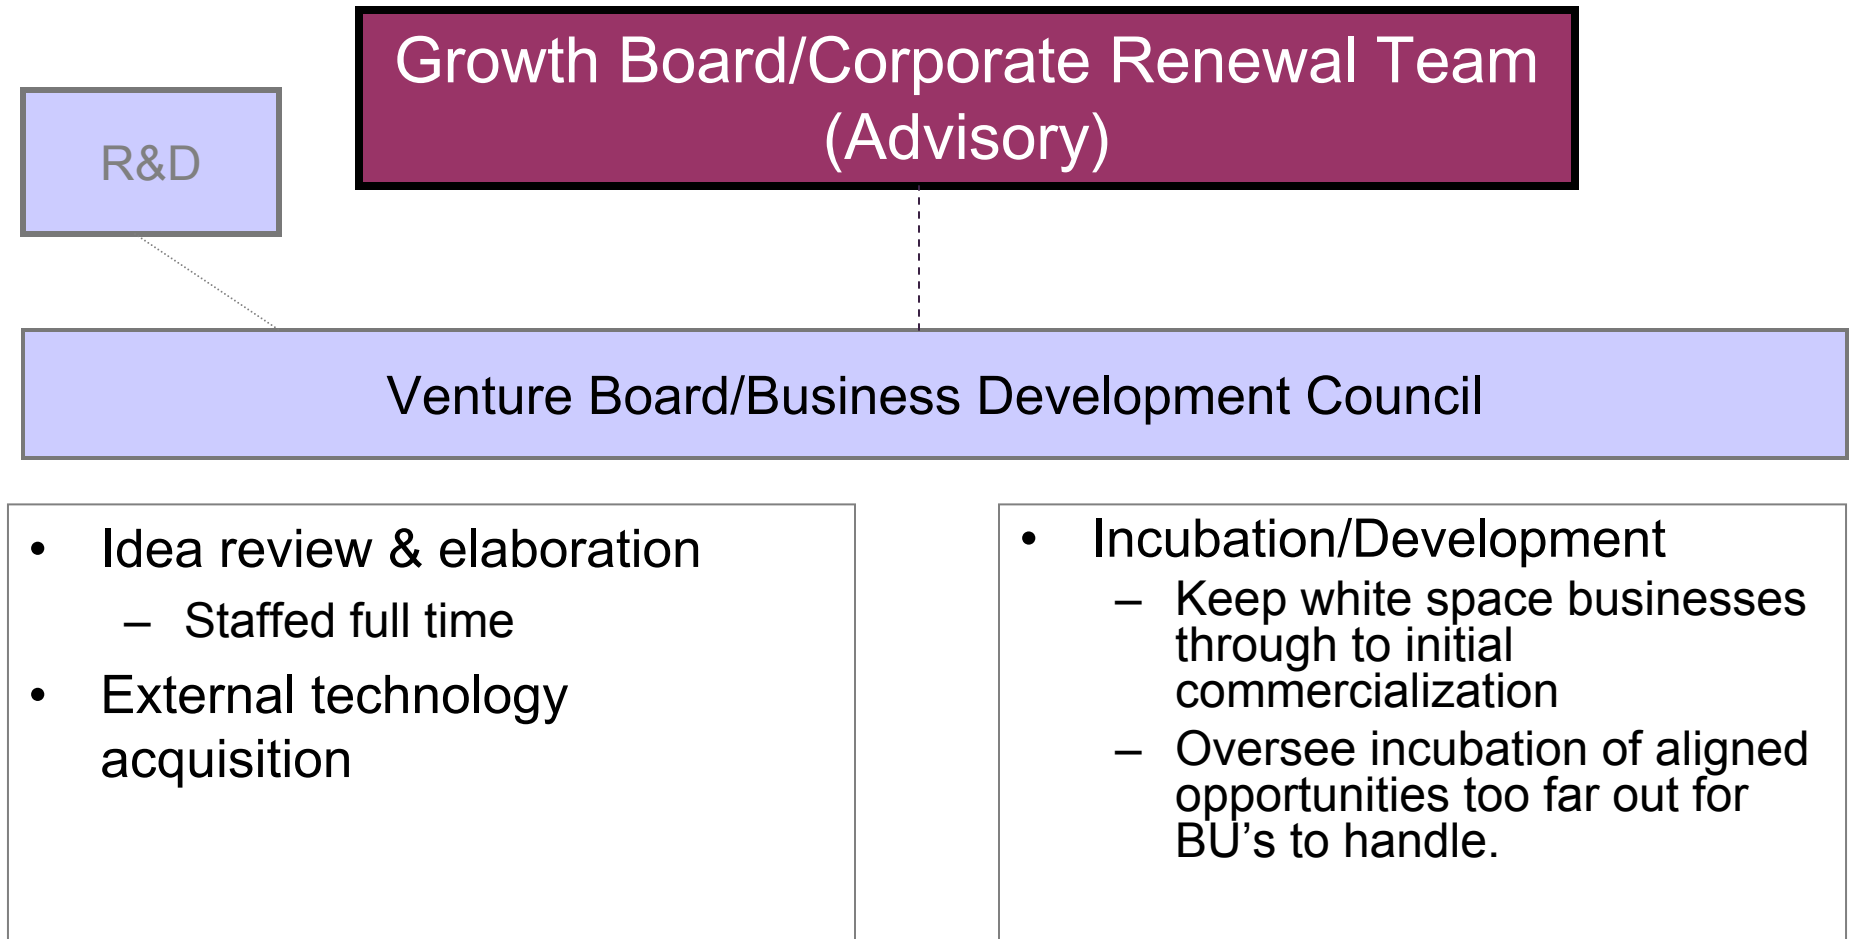 Growth Board/Corporate Renewal Team
(Advisory)
R&D
Venture Board/Business Development Council
• Idea review & elaboration
– Staffed full time
• External technology
acquisition
• Incubation/Development
– Keep white space businesses
through to initial
commercialization
– Oversee incubation of aligned
opportunities too far out for
BU’s to handle.